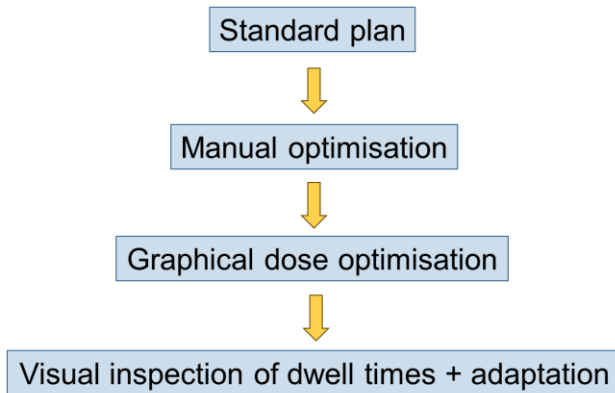 Standard plan
Manual optimisation
Graphical dose optimisation
Visual inspection of dwell times + adaptation